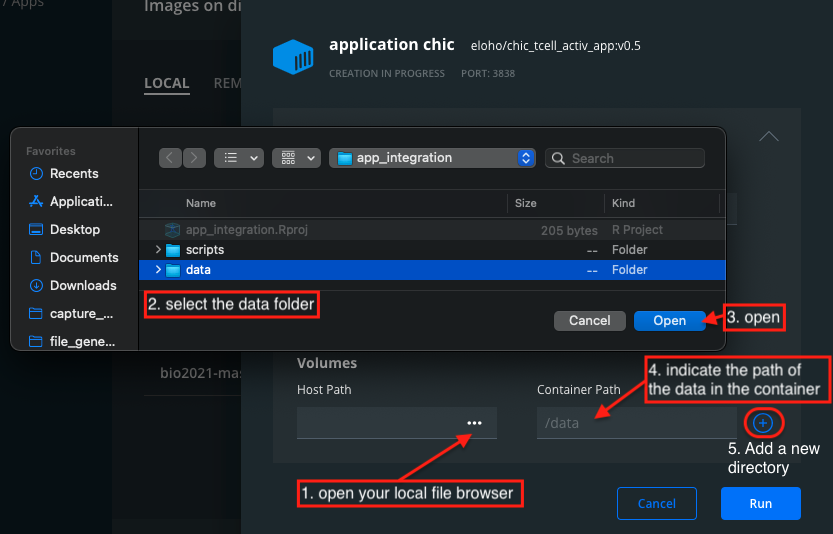 / Apps
Images on di
application chic
eloho/chic_tcell_activ_app:v0.5
CREATION IN PROGRESS
PORT: 3838
LOCAL
REM
Favorites
Recents
Applicati...
Desktop
Documents
Downloads
capture_...
file_gene...
app_integration
Search
Name
Size
Kind
app_integration.Rproj
205 bytes
R Project
scripts
--
Folder
data
--
Folder
2. select the data folder
Cancel
Open
3. open
bio2021-mas
Volumes
Host Path
Container Path
4. indicate the path of
the data in the container
/data
5. Add a new
directory
1. open your local file browser
Cancel
Run